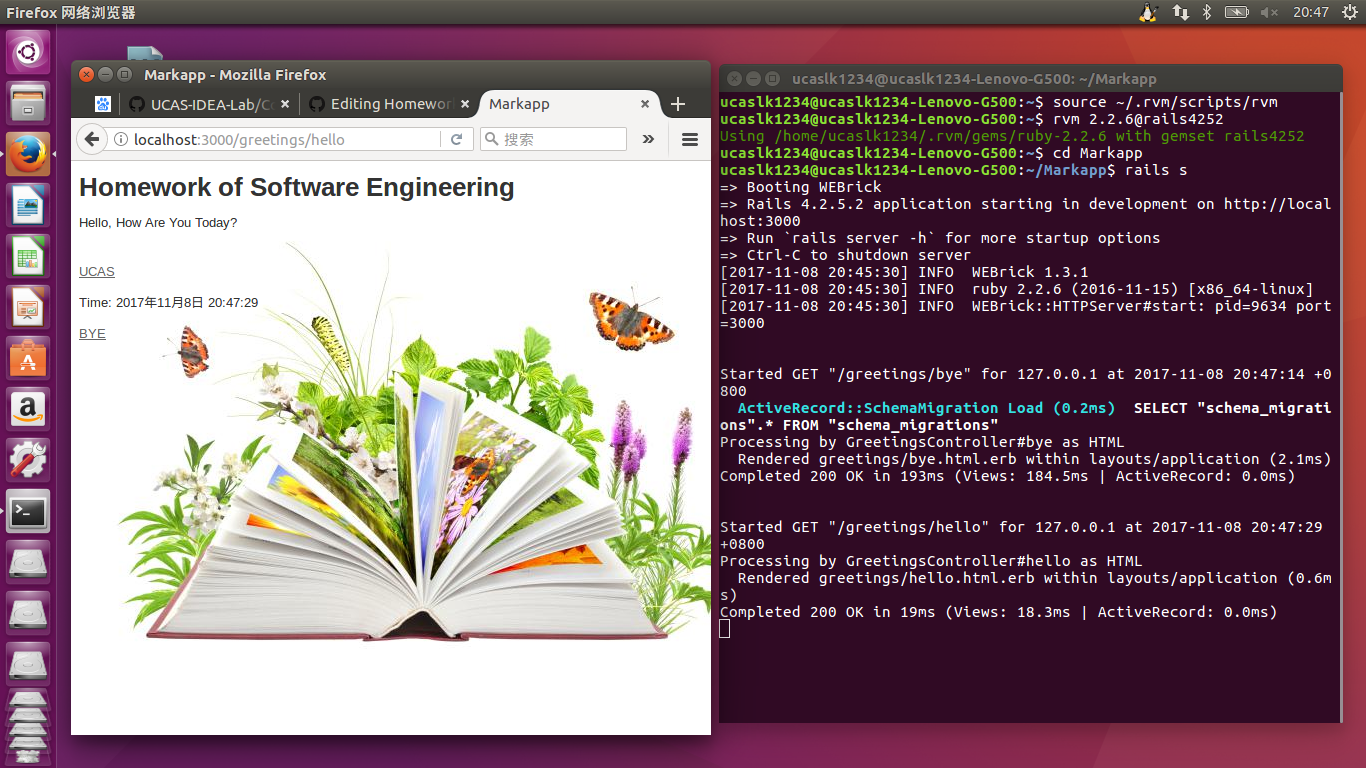 Firefox 网络浏览器
20:47
Markapp - Mozilla Firefox
UCAS-IDEA-Lab/Co
Editing Homewor
Markapp
localhost:3000/greetings/hello
搜索
Homework of Software Engineering
Hello, How Are You Today?
UCAS
Time: 2017年11月8日 20:47:29
BYE
ucaslk1234@ucaslk1234-Lenovo-G500: ~/Markapp
ucaslk1234@ucaslk1234-Lenovo-G500:~$ source ~/.rvm/scripts/rvm
ucaslk1234@ucaslk1234-Lenovo-G500:~$ rvm 2.2.6@rails4252
Using /home/ucaslk1234/.rvm/gems/ruby-2.2.6 with gemset rails4252
ucaslk1234@ucaslk1234-Lenovo-G500:~$ cd Markapp
ucaslk1234@ucaslk1234-Lenovo-G500:~/Markapp$ rails s
=> Booting WEBrick
=> Rails 4.2.5.2 application starting in development on http://local
host:3000
=> Run `rails server -h` for more startup options
=> Ctrl-C to shutdown server
[2017-11-08 20:45:30] INFO  WEBrick 1.3.1
[2017-11-08 20:45:30] INFO  ruby 2.2.6 (2016-11-15) [x86_64-linux]
[2017-11-08 20:45:30] INFO  WEBrick::HTTPServer#start: pid=9634 port
=3000
Started GET "/greetings/bye" for 127.0.0.1 at 2017-11-08 20:47:14 +0
800
ActiveRecord::SchemaMigration Load (0.2ms)  SELECT "schema_migrati
ons".* FROM "schema_migrations"
Processing by GreetingsController#bye as HTML
Rendered greetings/bye.html.erb within layouts/application (2.1ms)
Completed 200 OK in 193ms (Views: 184.5ms | ActiveRecord: 0.0ms)
Started GET "/greetings/hello" for 127.0.0.1 at 2017-11-08 20:47:29
+0800
Processing by GreetingsController#hello as HTML
Rendered greetings/hello.html.erb within layouts/application (0.6m
s)
Completed 200 OK in 19ms (Views: 18.3ms | ActiveRecord: 0.0ms)